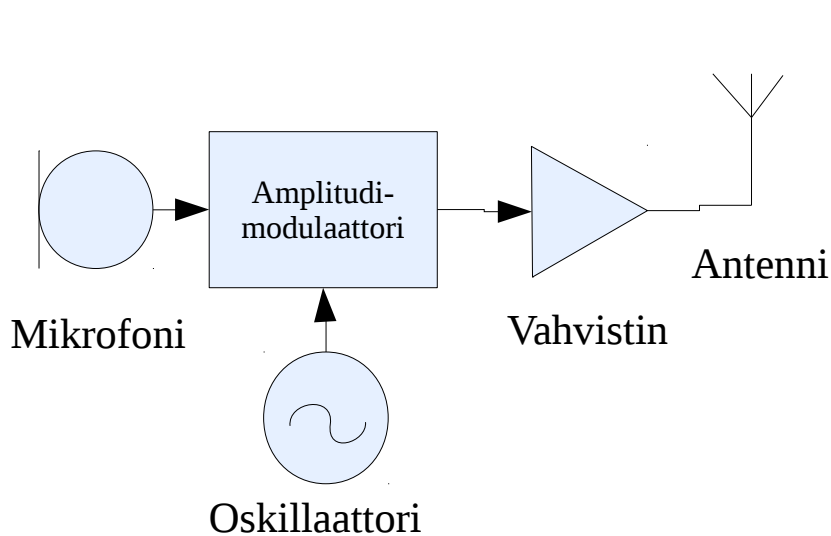 Amplitudi-
modulaattori
Antenni
Mikrofoni
Vahvistin
Oskillaattori